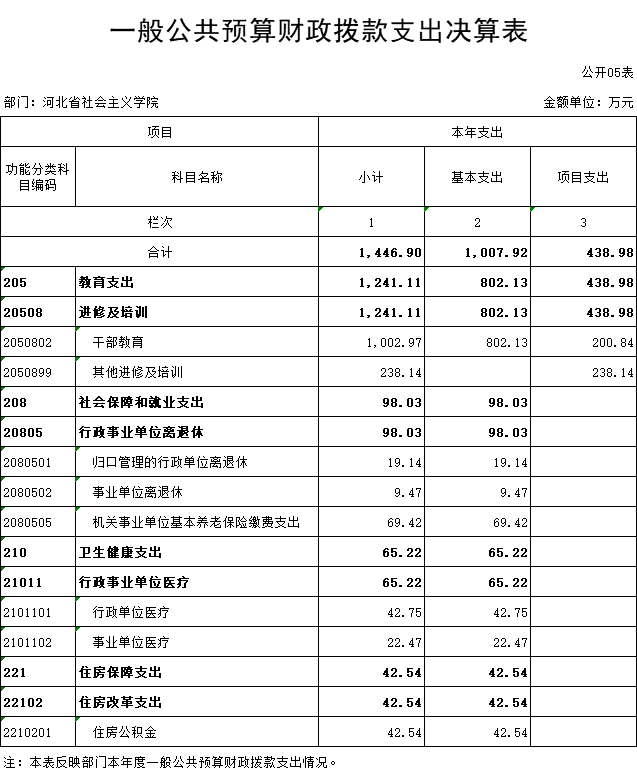 一般公共预算财政拨款支出决算表
公开05表
部门：河北省社会主义学院 金额单位：万元
项目 本年支出
功能分类科目编码 科目名称 小计 基本支出 项目支出
栏次 1 2 3
合计 1,446.90 1,007.92 438.98
205 教育支出 1,241.11 802.13 438.98
20508 进修及培训 1,241.11 802.13 438.98
2050802 干部教育 1,002.97 802.13 200.84
2050899 其他进修及培训 238.14 238.14
208 社会保障和就业支出 98.03 98.03
20805 行政事业单位离退休 98.03 98.03
2080501 归口管理的行政单位离退休 19.14 19.14
2080502 事业单位离退休 9.47 9.47
2080505 机关事业单位基本养老保险缴费支出 69.42 69.42
210 卫生健康支出 65.22 65.22
21011 行政事业单位医疗 65.22 65.22
2101101 行政单位医疗 42.75 42.75
2101102 事业单位医疗 22.47 22.47
221 住房保障支出 42.54 42.54
22102 住房改革支出 42.54 42.54
2210201 住房公积金 42.54 42.54
注：本表反映部门本年度一般公共预算财政拨款支出情况。